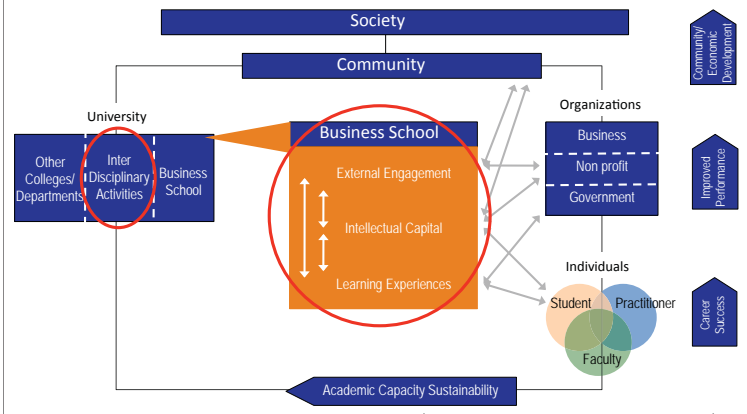 Society
Community
Community/
Economic
Development
University
Organizations
Other
Colleges/
Departments
Inter
Disciplinary
Activities
Business
School
Business School
External Engagement
Intellectual Capital
Learning Experiences
Business
Non profit
Government
Improved
Performance
Individuals
Student
Practitioner
Faculty
Career
Success
Academic Capacity Sustainability